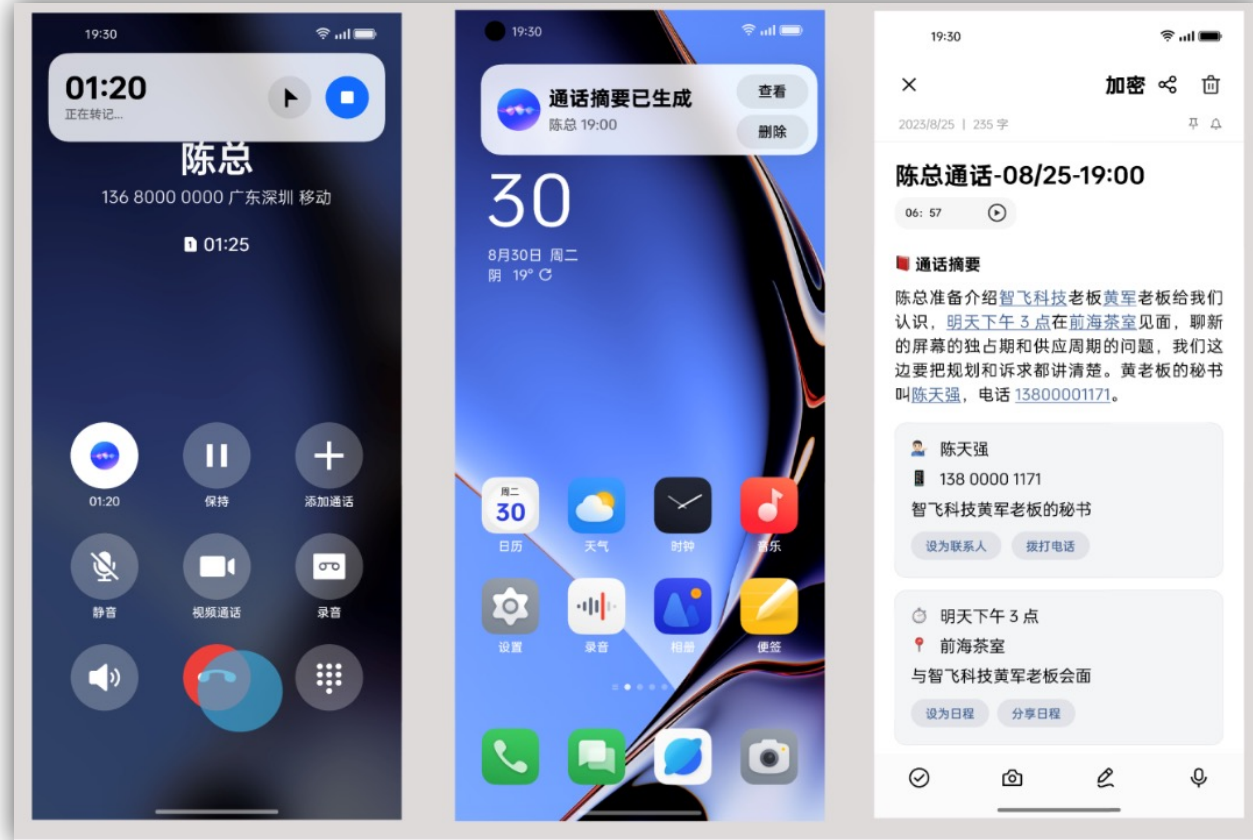 19:30
01:20
正在转记...
陈总
136 8000 0000 广东深圳 移动
1 01:25
01:20
保持
添加通话
静音
视频通话
录音
19:30
通话摘要已生成
陈总 19:00
查看
删除
30
8月30日 周二
阴 19°
周二
30
日历
天气
时钟
音乐
设置
录音
相册
便签
19:30
加密
2023/8/25 | 235 字
陈总通话-08/25-19:00
06: 57
通话摘要
陈总准备介绍智飞科技老板黄军老板给我们
认识，明天下午 3 点在前海茶室见面，聊新
的屏幕的独占期和供应周期的问题，我们这
边要把规划和诉求都讲清楚。黄老板的秘书
叫陈天强，电话 13800001171。
陈天强
138 0000 1171
智飞科技黄军老板的秘书
设为联系人
拨打电话
明天下午 3 点
前海茶室
与智飞科技黄军老板会面
设为日程
分享日程